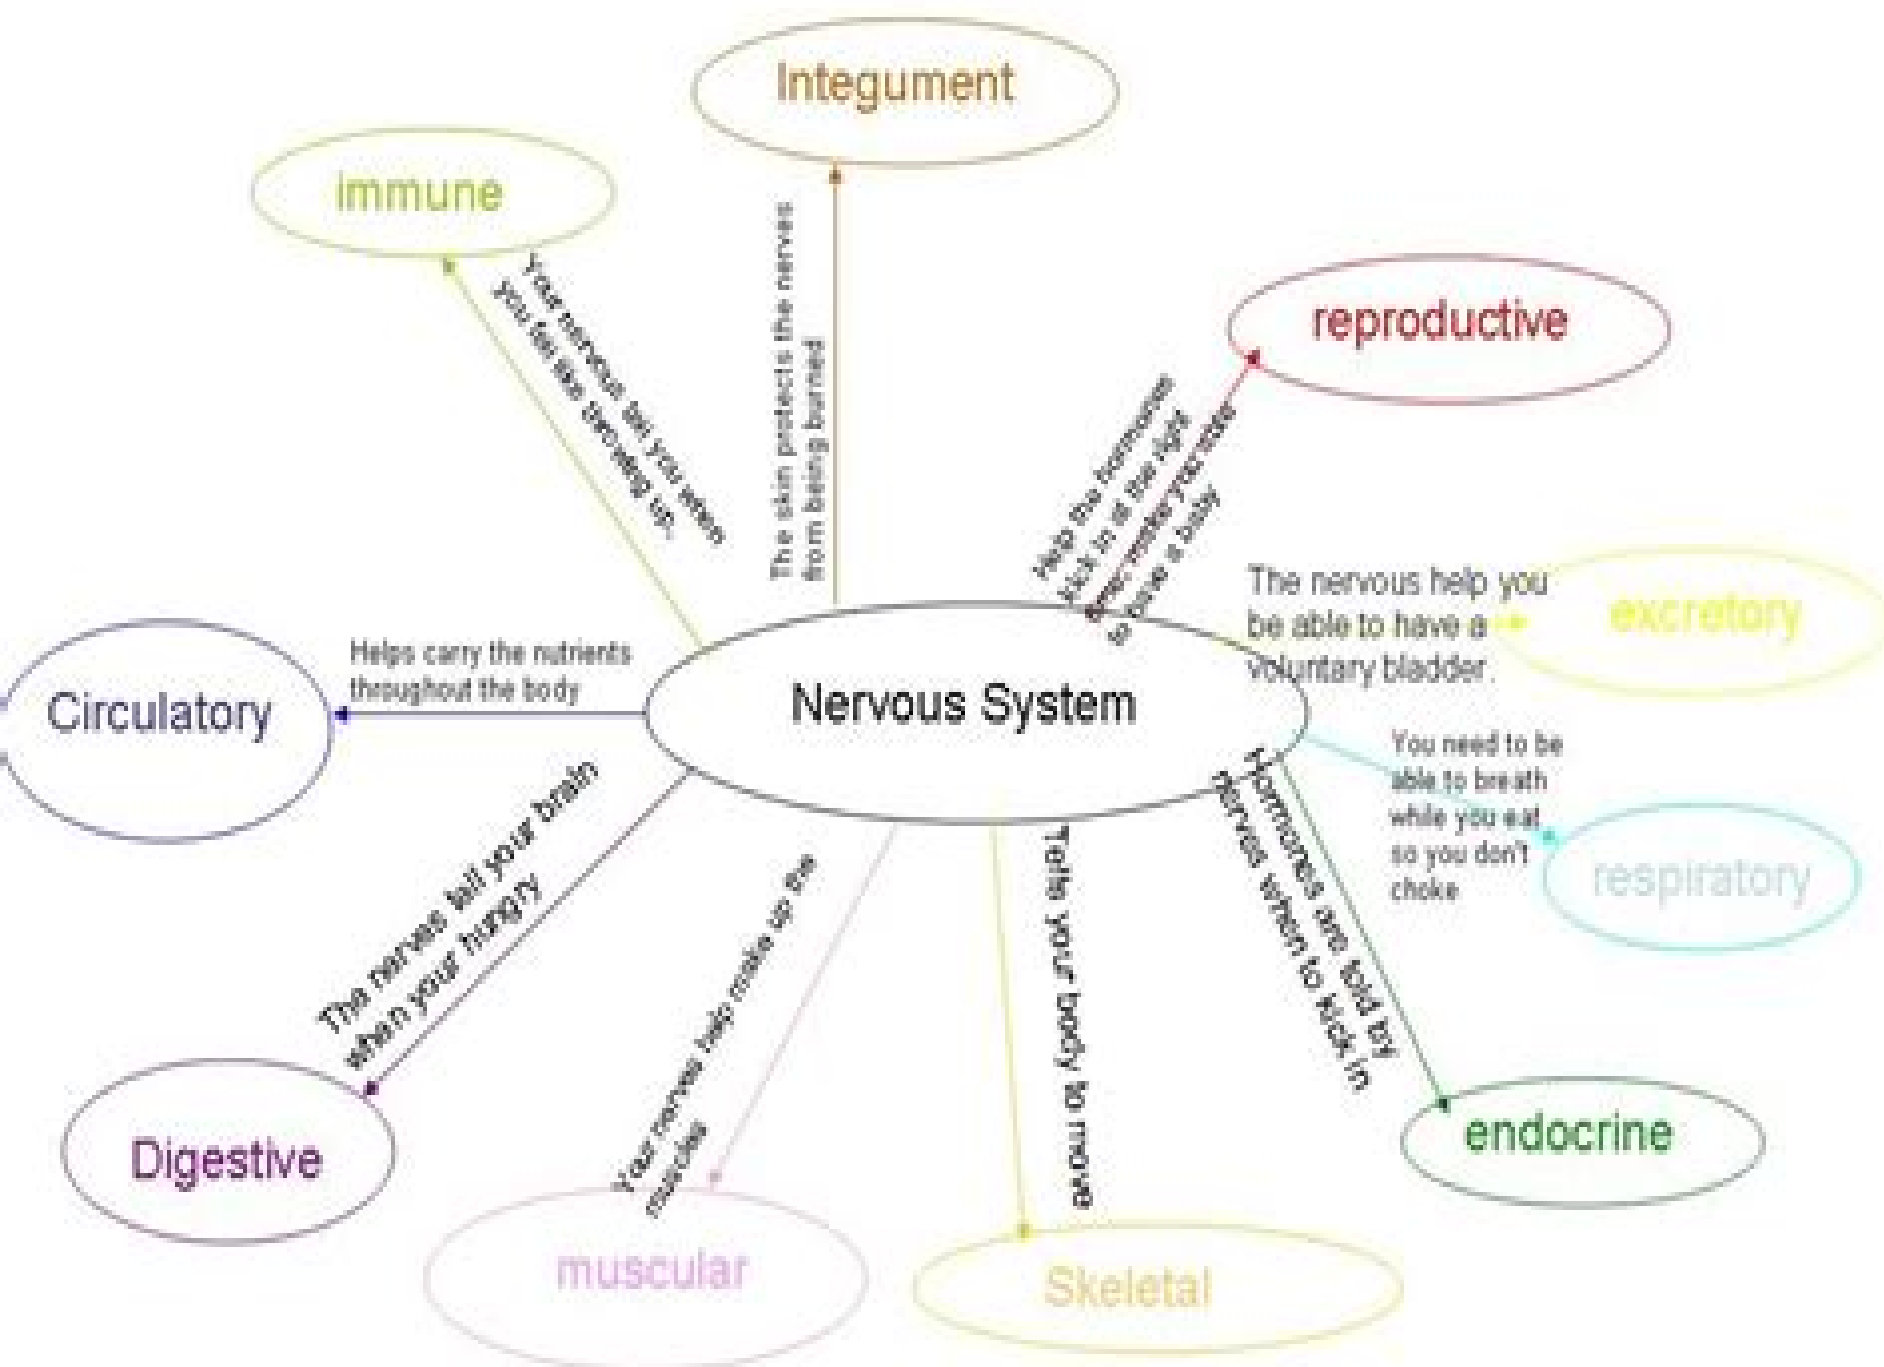 Integument
immune
The skin protects the nerves
from being burned
Your nervous tell you when
you fell like throwing up.
reproductive
Help the hormones
kick in at the right
time, make you able
to have a baby
The nervous help you
be able to have a
voluntary bladder.
excretory
Helps carry the nutrients
throughout the body
Circulatory
Nervous System
You need to be
able to breath
while you eat
so you don't
choke
respiratory
Hormones are told by
nerves when to kick in
endocrine
The nerves tell your brain
when your hungry
Digestive
Your nerves help make up the
muscles
muscular
Tells your body to move
Skeletal